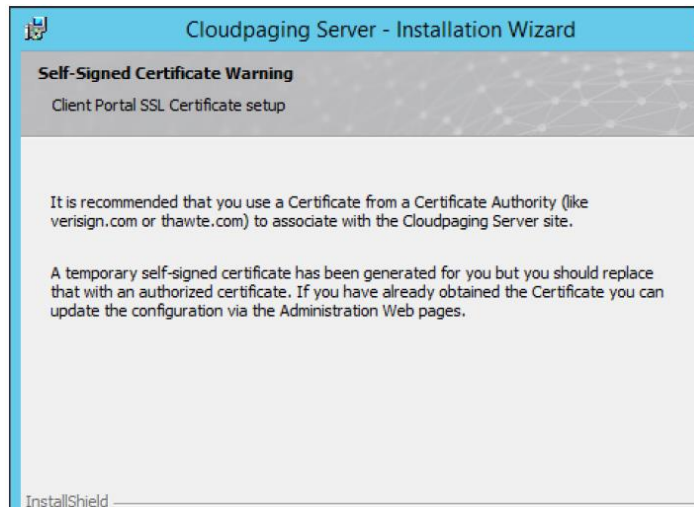 Cloudpaging Server - Installation Wizard
Self-Signed Certificate Warning
Client Portal SSL Certificate setup
It is recommended that you use a Certificate from a Certificate Authority (like
verisign.com or thawte.com) to associate with the Cloudpaging Server site.
A temporary self-signed certificate has been generated for you but you should replace
that with an authorized certificate. If you have already obtained the Certificate you can
update the configuration via the Administration Web pages.
InstallShield